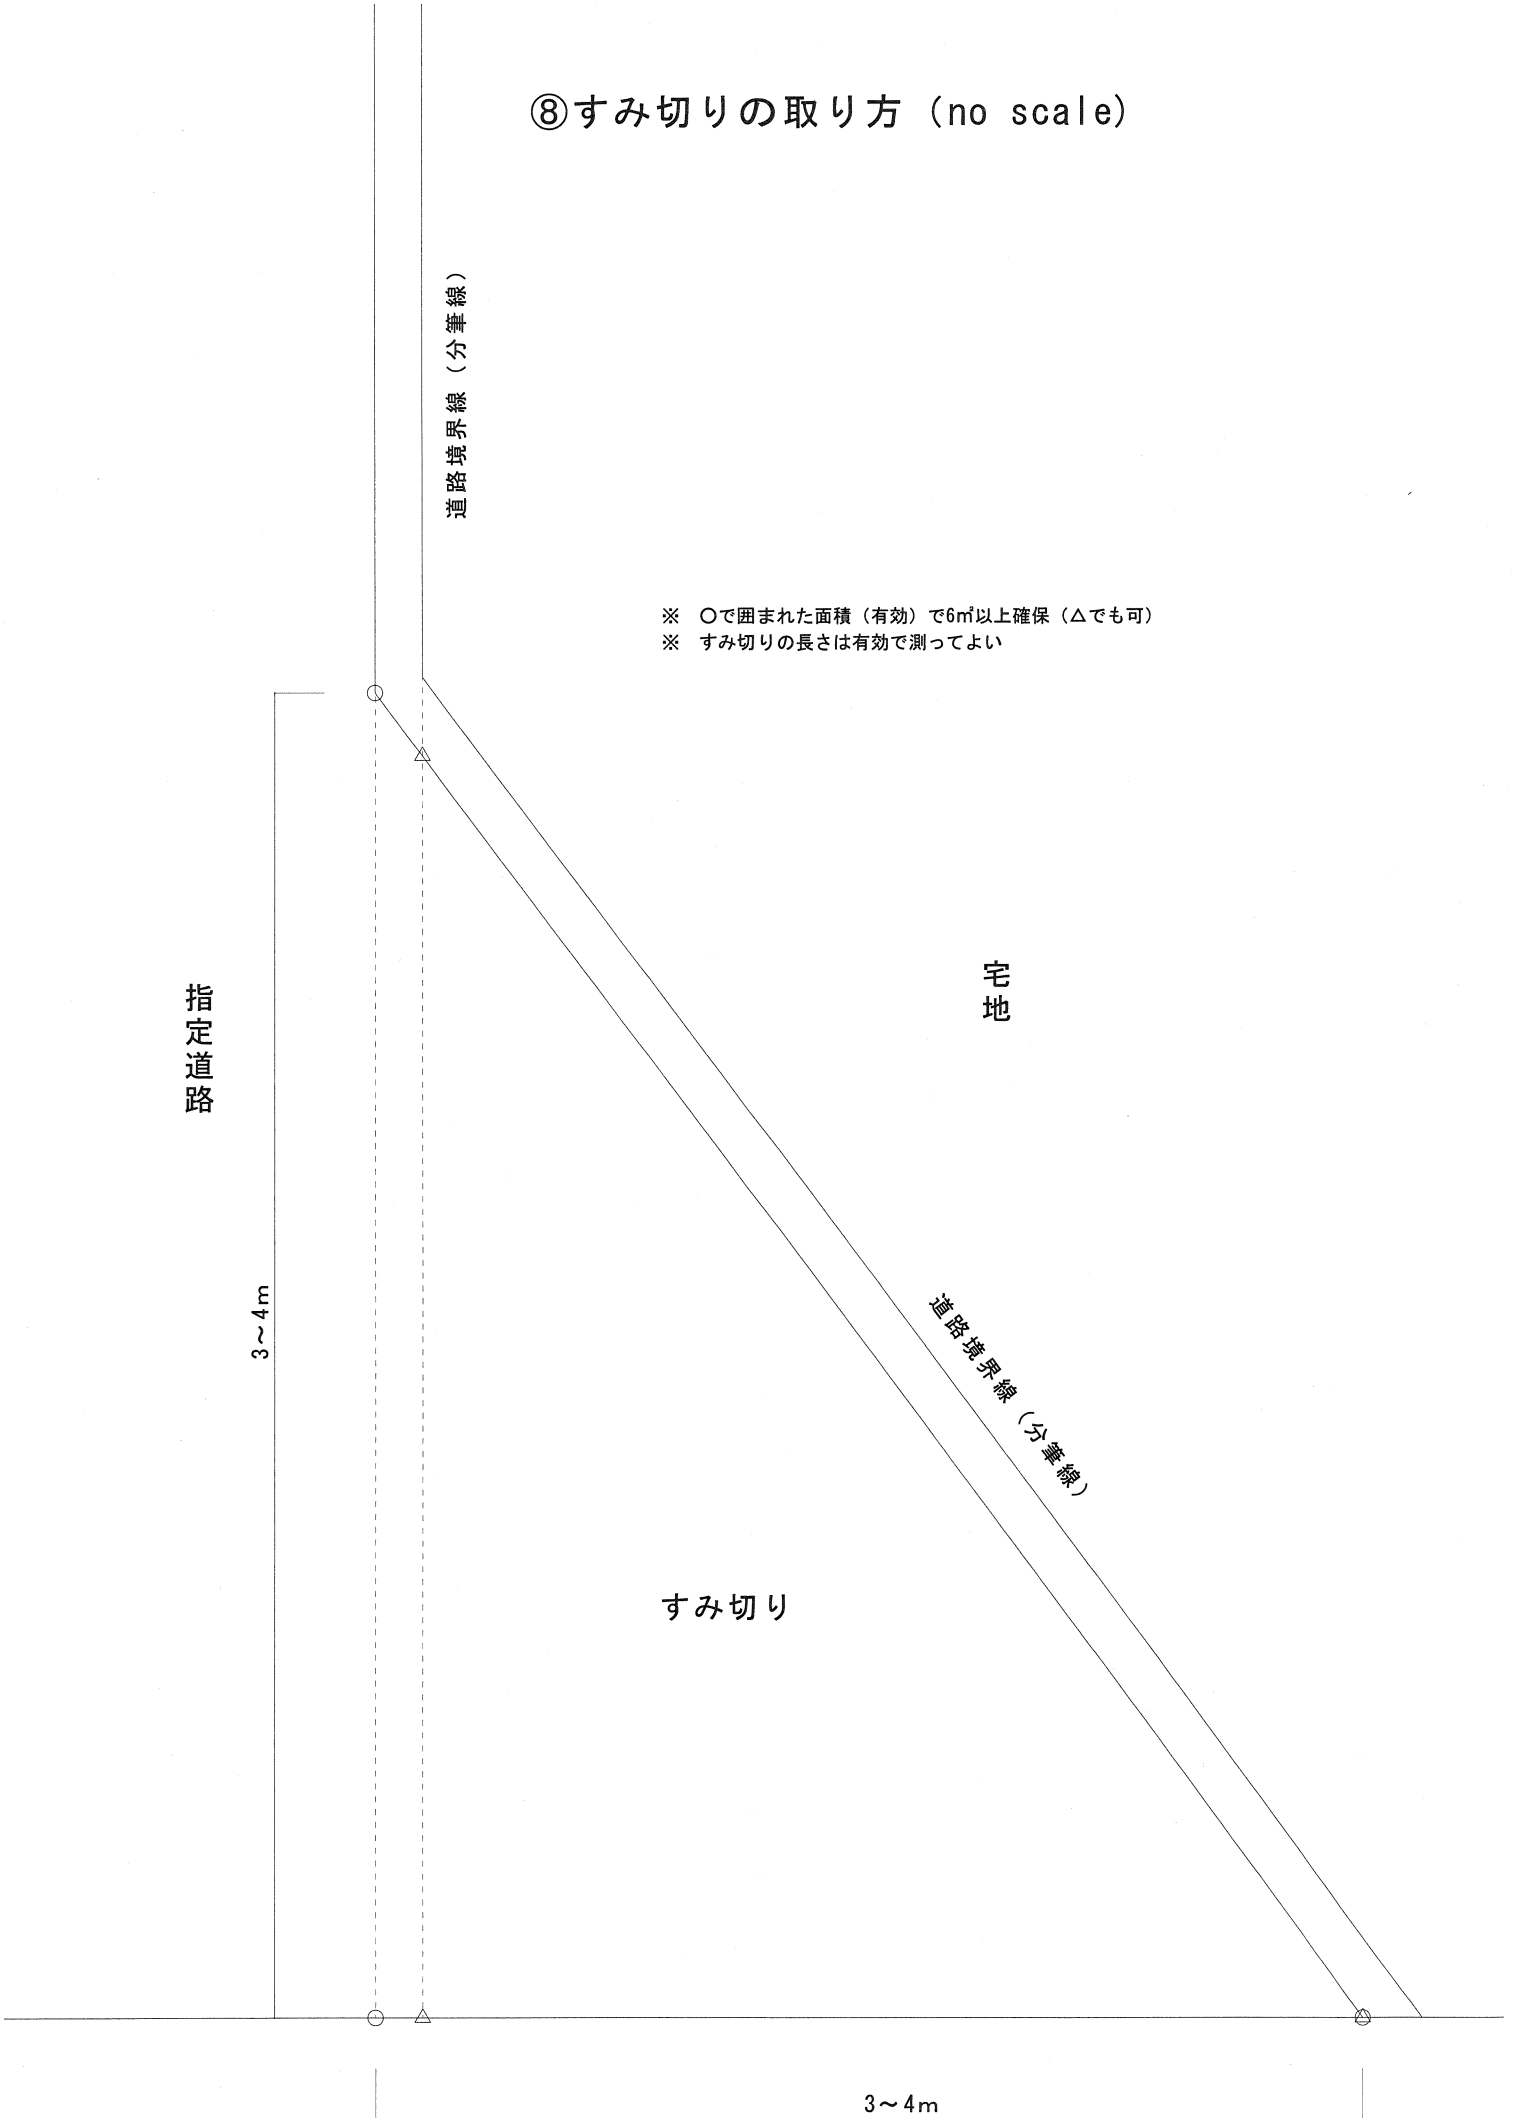 ⑧すみ切りの取り方 (no scale)
道路境界線（分筆線）
※　〇で囲まれた面積（有効）で6㎡以上確保（△でも可）
※　すみ切りの長さは有効で測ってよい
宅地
指定道路
3～4m
道路境界線（分筆線）
すみ切り
3～4m